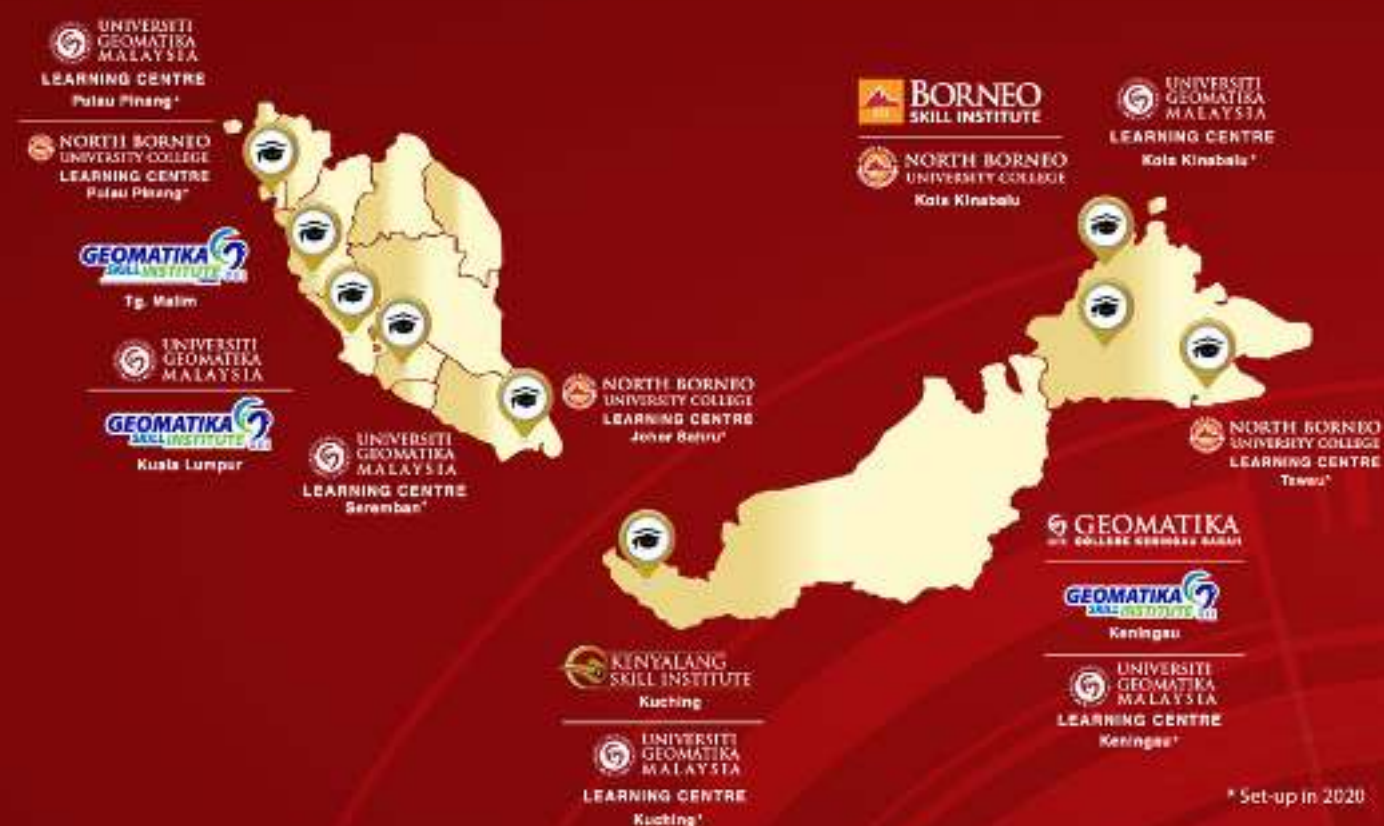 UNIVERSITI
GEOMATIKA
MALAYSIA
LEARNING CENTRE
Pulau Pinang*
NORTH BORNEO
UNIVERSITY COLLEGE
LEARNING CENTRE
Pulau Pinang*
GEOMATIKA
SKILL INSTITUTE
Tg. Malim
UNIVERSITI
GEOMATIKA
MALAYSIA
GEOMATIKA
SKILL INSTITUTE
Kuala Lumpur
UNIVERSITI
GEOMATIKA
MALAYSIA
LEARNING CENTRE
Seremban*
NORTH BORNEO
UNIVERSITY COLLEGE
LEARNING CENTRE
Johor Bahru*
BORNEO
SKILL INSTITUTE
NORTH BORNEO
UNIVERSITY COLLEGE
Kota Kinabalu
UNIVERSITI
GEOMATIKA
MALAYSIA
LEARNING CENTRE
Kota Kinabalu*
NORTH BORNEO
UNIVERSITY COLLEGE
LEARNING CENTRE
Tawau*
GEOMATIKA
COLLEGE KENINGAU SABAH
GEOMATIKA
SKILL INSTITUTE
Keningau
UNIVERSITI
GEOMATIKA
MALAYSIA
LEARNING CENTRE
Keningau*
KENYALANG
SKILL INSTITUTE
Kuching
UNIVERSITI
GEOMATIKA
MALAYSIA
LEARNING CENTRE
Kuching*
* Set-up in 2020